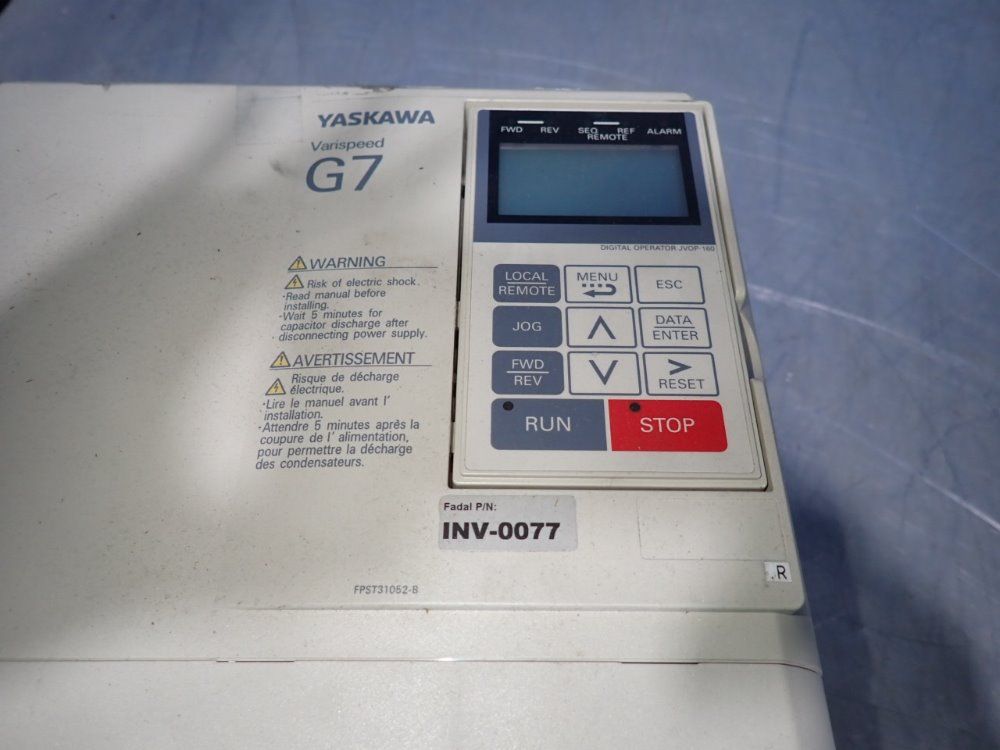 YASKAWA
Varispeed
G7
WARNING
Risk of electric shock.
·Read manual before
installing.
·Wait 5 minutes for
capacitor discharge after
disconnecting power supply.
AVERTISSEMENT
Risque de décharge
électrique.
·Lire le manuel avant l'
installation.
·Attendre 5 minutes après la
coupure de l' alimentation,
pour permettre la décharge
des condensateurs.
FWD REV SEQ REF ALARM
REMOTE
DIGITAL OPERATOR JVOP-160
LOCAL
REMOTE
MENU
ESC
JOG
DATA
ENTER
FWD
REV
RESET
RUN
STOP
Fadal P/N:
INV-0077
.R
FPST31052-B